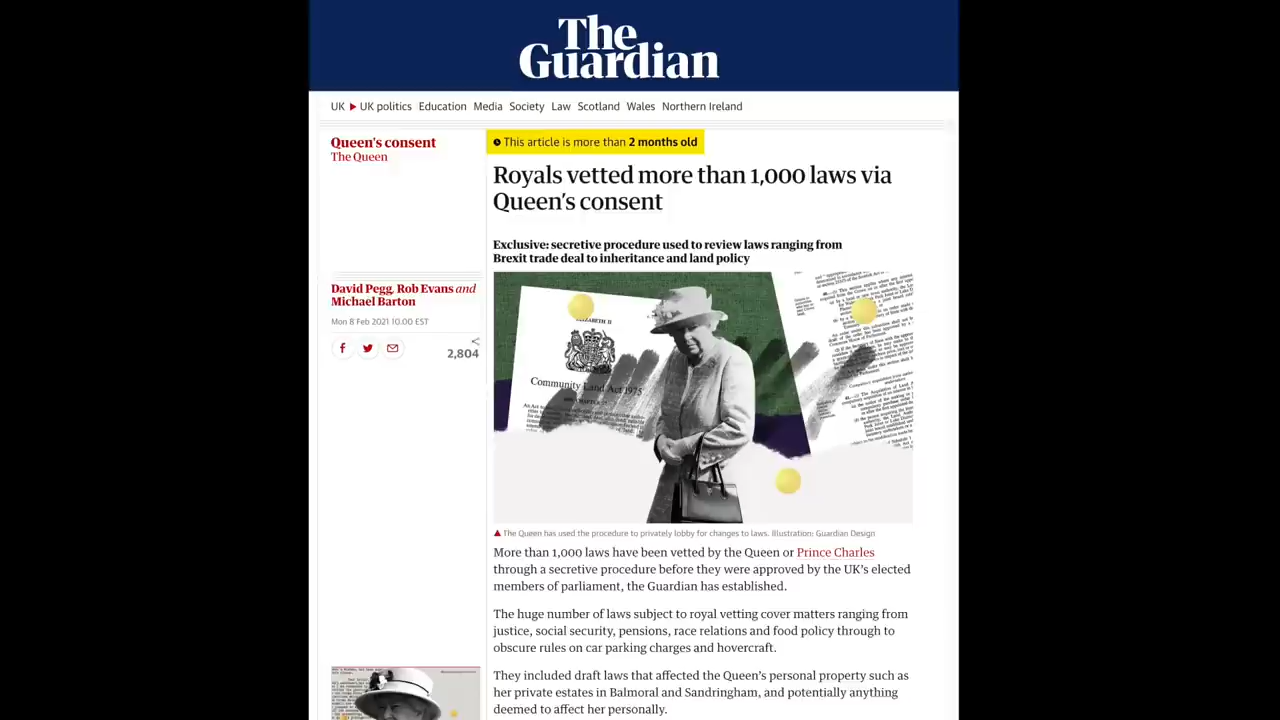 The
Guardian
UK ▶ UK politics Education Media Society Law Scotland Wales Northern Ireland
Queen's consent
The Queen
This article is more than 2 months old
Royals vetted more than 1,000 laws via
Queen's consent
Exclusive: secretive procedure used to review laws ranging from
Brexit trade deal to inheritance and land policy
David Pegg, Rob Evans and
Michael Barton
Mon 8 Feb 2021 10.00 EST
2,804
ELIZABETH II
Community Land Act 1975
The Queen has used the procedure to privately lobby for changes to laws. Illustration: Guardian Design
More than 1,000 laws have been vetted by the Queen or Prince Charles
through a secretive procedure before they were approved by the UK's elected
members of parliament, the Guardian has established.
The huge number of laws subject to royal vetting cover matters ranging from
justice, social security, pensions, race relations and food policy through to
obscure rules on car parking charges and hovercraft.
They included draft laws that affected the Queen's personal property such as
her private estates in Balmoral and Sandringham, and potentially anything
deemed to affect her personally.